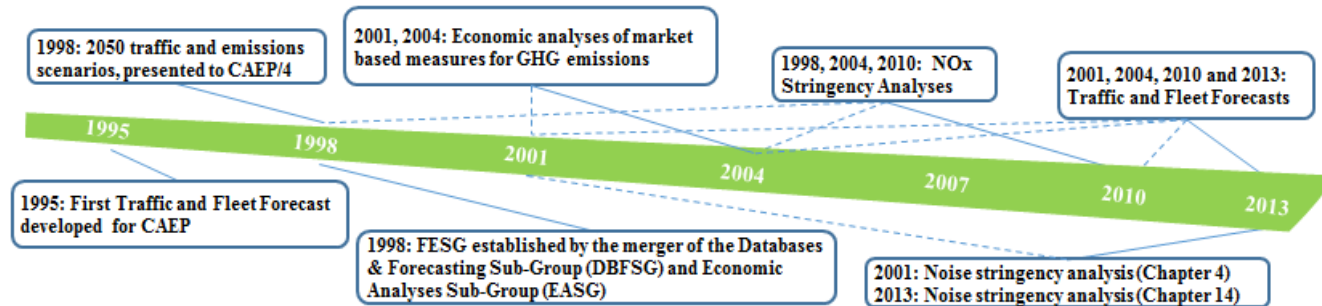 1998: 2050 traffic and emissions
scenarios, presented to CAEP/4
2001, 2004: Economic analyses of market
based measures for GHG emissions
1998, 2004, 2010: NOx
Stringency Analyses
2001, 2004, 2010 and 2013:
Traffic and Fleet Forecasts
1995
1998
2001
2004
2007
2010
2013
1995: First Traffic and Fleet Forecast
developed for CAEP
1998: FESG established by the merger of the Databases
& Forecasting Sub-Group (DBFSG) and Economic
Analyses Sub-Group (EASG)
2001: Noise stringency analysis (Chapter 4)
2013: Noise stringency analysis (Chapter 14)